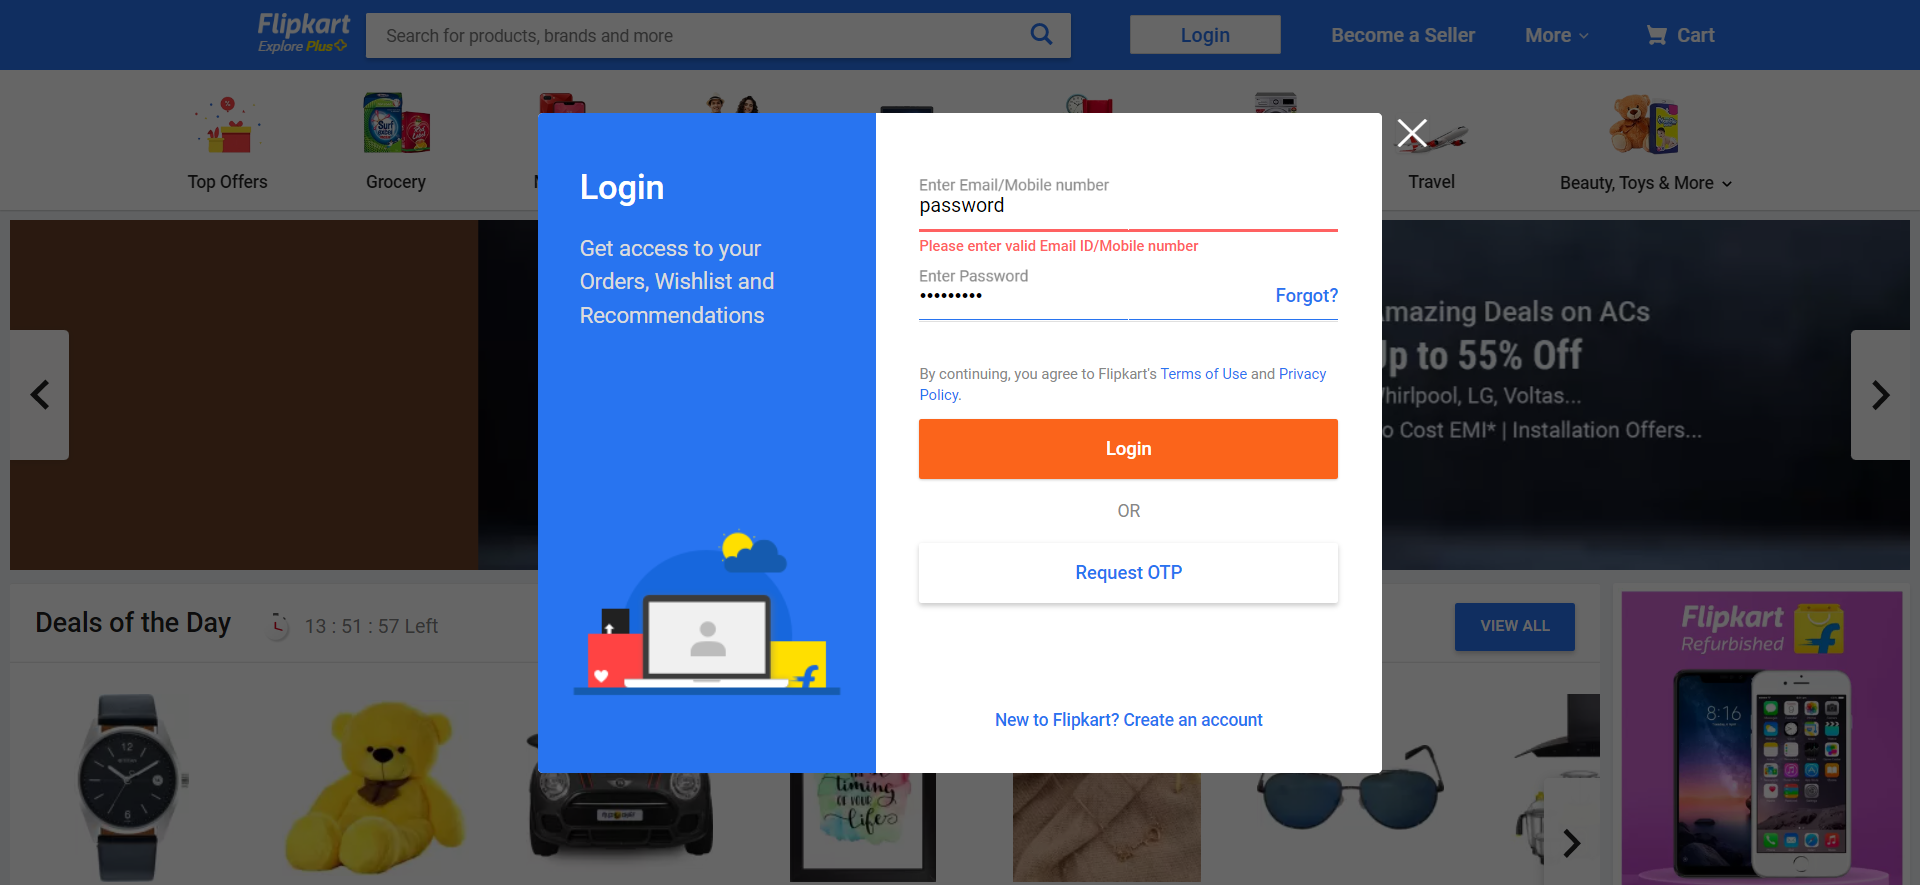 Flipkart
Explore Plus
Search for products, brands and more
Login
Become a Seller
More
Cart
Top Offers
Grocery
Travel
Beauty, Toys & More
Login
Get access to your
Orders, Wishlist and
Recommendations
Enter Email/Mobile number
password
Please enter valid Email ID/Mobile number
Enter Password
•••••••••
Forgot?
By continuing, you agree to Flipkart's Terms of Use and Privacy
Policy.
Login
OR
Request OTP
New to Flipkart? Create an account
mazing Deals on ACs
Up to 55% Off
hirlpool, LG, Voltas...
o Cost EMI* | Installation Offers...
Deals of the Day
13 : 51 : 57 Left
VIEW ALL
Flipkart
Refurbished
8:16
12
6
timing
of your
life